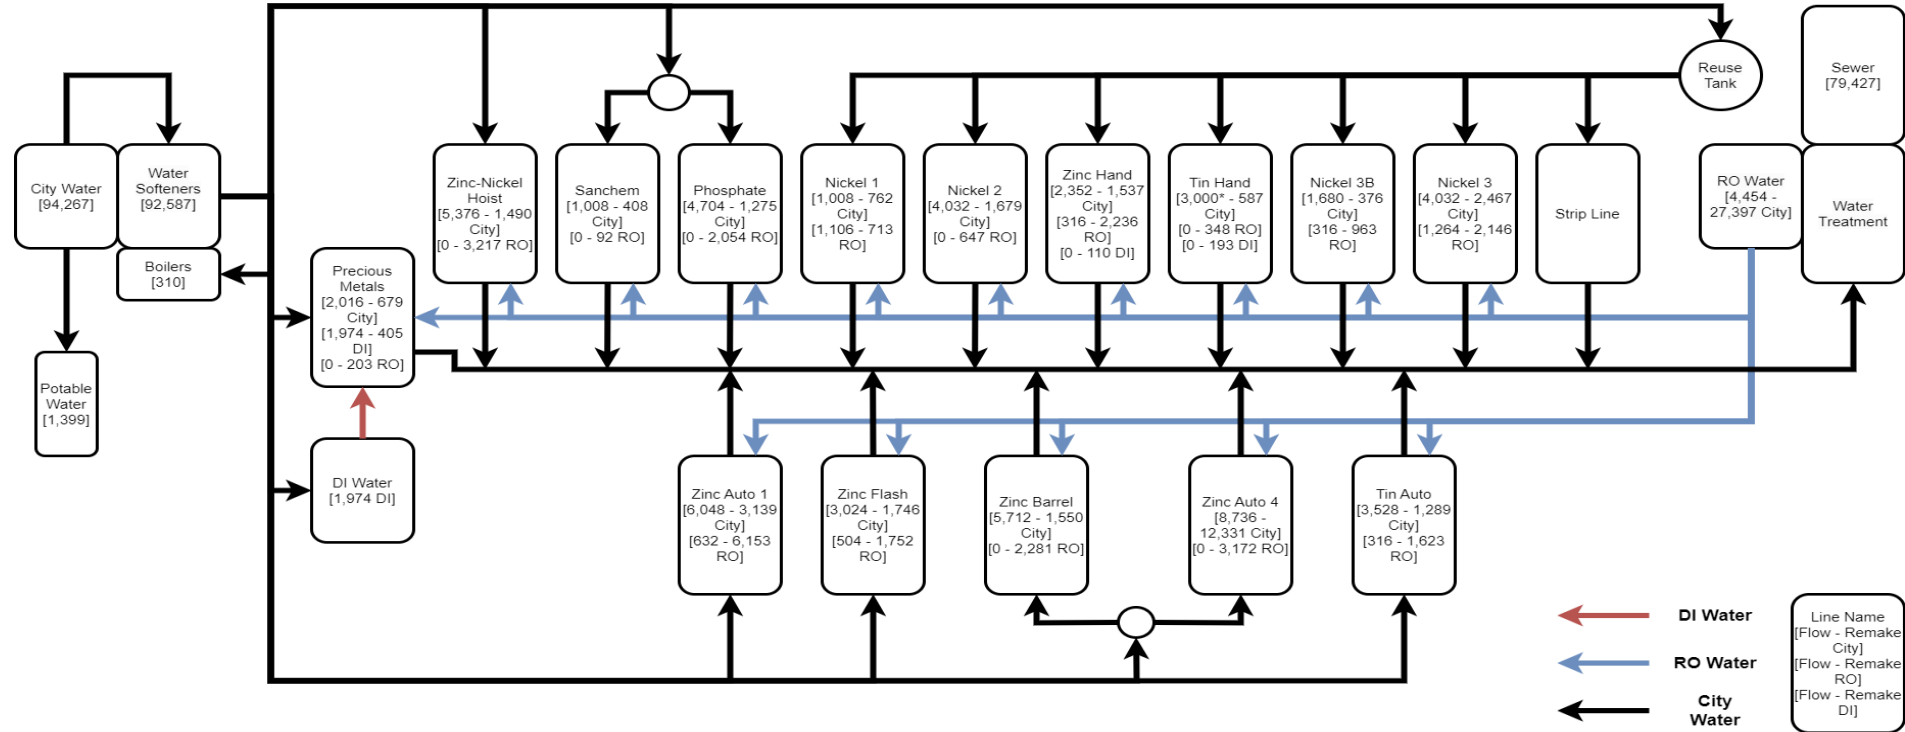 City Water
[94,267]
Water
Softeners
[92,587]
Boilers
[310]
Potable
Water
[1,399]
Precious
Metals
[2,016 - 679
City]
[1,974 - 405
DI]
[0 - 203 RO]
DI Water
[1,974 DI]
Zinc-Nickel
Hoist
[5,376 - 1,490
City]
[0 - 3,217 RO]
Sanchem
[1,008 - 408
City]
[0 - 92 RO]
Phosphate
[4,704 - 1,275
City]
[0 - 2,054 RO]
Nickel 1
[1,008 - 762
City]
[1,106 - 713
RO]
Nickel 2
[4,032 - 1,679
City]
[0 - 647 RO]
Zinc Hand
[2,352 - 1,537
City]
[316 - 2,236
RO]
[0 - 110 DI]
Tin Hand
[3,000* - 587
City]
[0 - 348 RO]
[0 - 193 DI]
Nickel 3B
[1,680 - 376
City]
[316 - 963
RO]
Nickel 3
[4,032 - 2,467
City]
[1,264 - 2,146
RO]
Strip Line
Reuse
Tank
RO Water
[4,454 -
27,397 City]
Sewer
[79,427]
Water
Treatment
Zinc Auto 1
[6,048 - 3,139
City]
[632 - 6,153
RO]
Zinc Flash
[3,024 - 1,746
City]
[504 - 1,752
RO]
Zinc Barrel
[5,712 - 1,550
City]
[0 - 2,281 RO]
Zinc Auto 4
[8,736 -
12,331 City]
[0 - 3,172 RO]
Tin Auto
[3,528 - 1,289
City]
[316 - 1,623
RO]
DI Water
RO Water
City
Water
Line Name
[Flow - Remake
City]
[Flow - Remake
RO]
[Flow - Remake
DI]